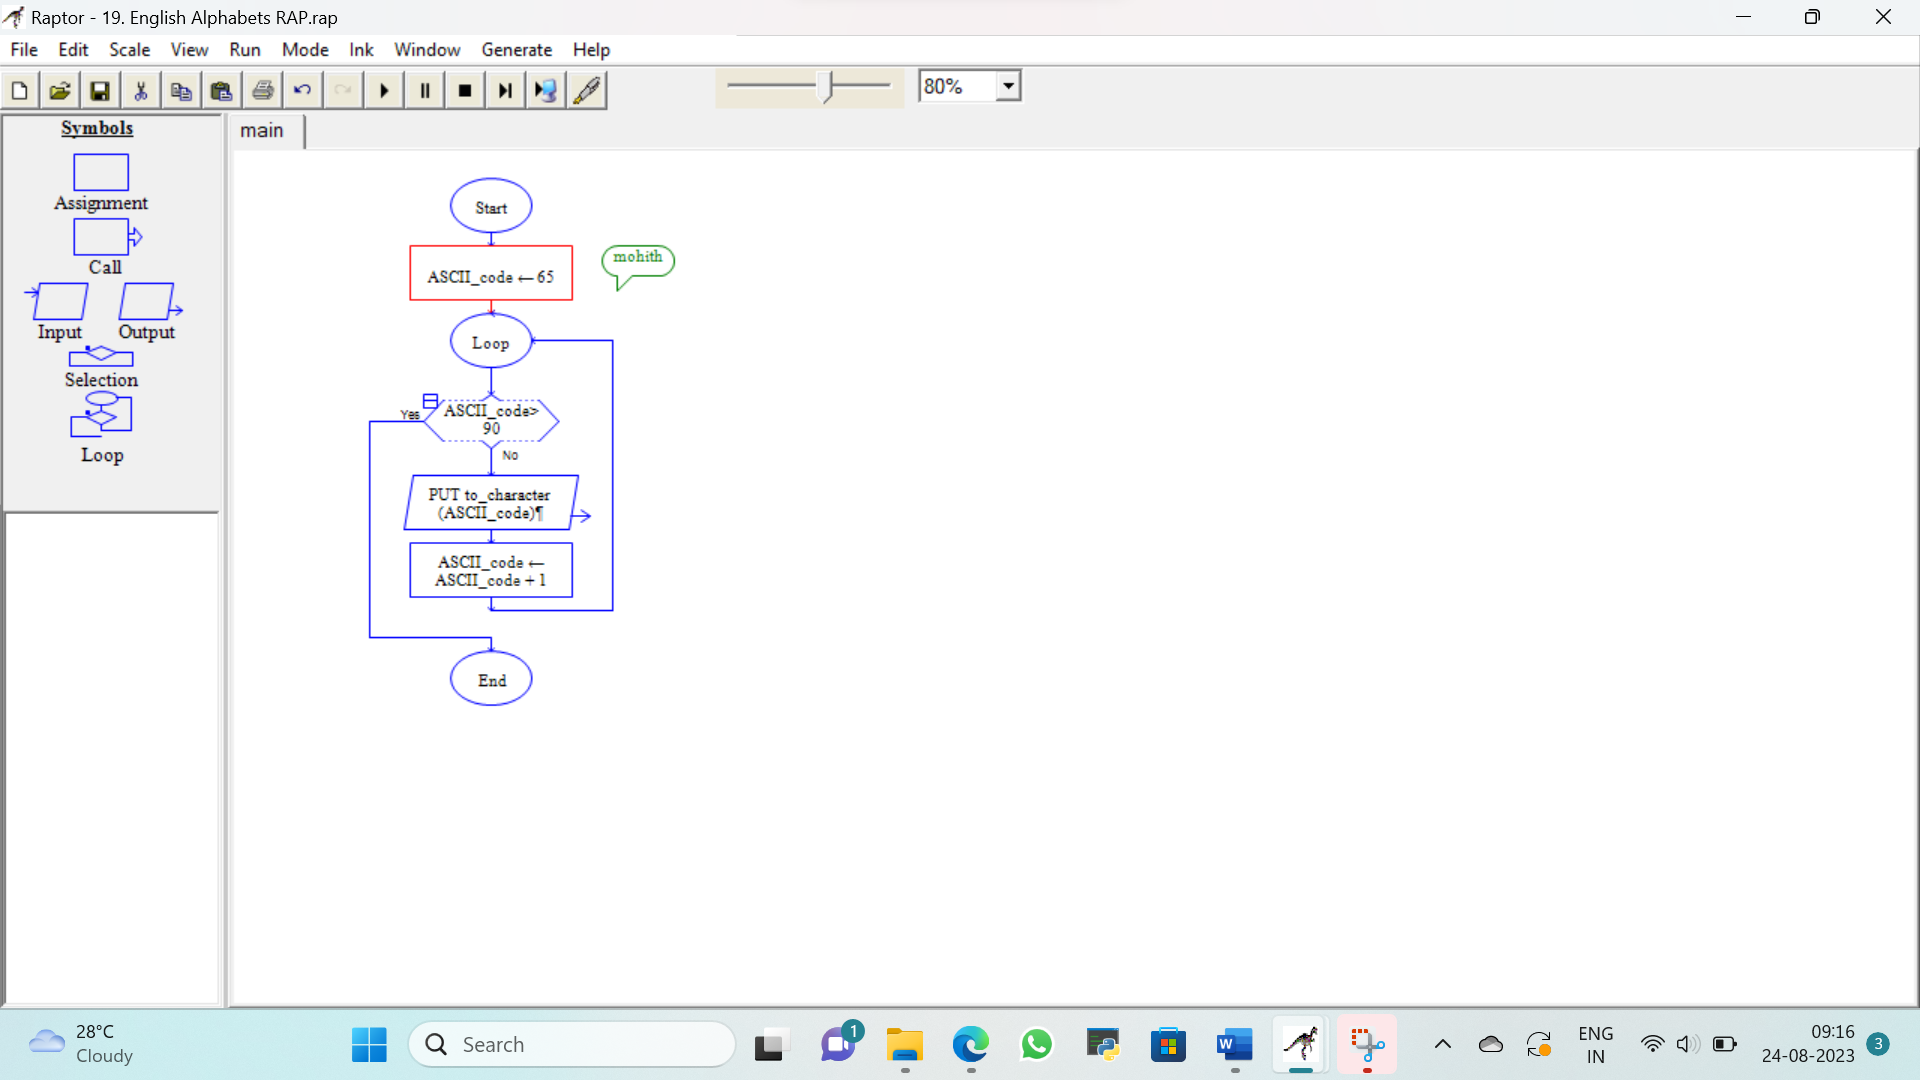 Raptor - 19. English Alphabets RAP.rap
File Edit Scale View Run Mode Ink Window Generate Help
80%
Symbols
Assignment
Call
Input Output
Selection
Loop
main
Start
ASCII_code ← 65
mohith
Loop
Yes
ASCII_code>
90
No
PUT to_character
(ASCII_code)¶
ASCII_code ←
ASCII_code + 1
End
28°C
Cloudy
Search
1
W
ENG
IN
09:16
24-08-2023
3